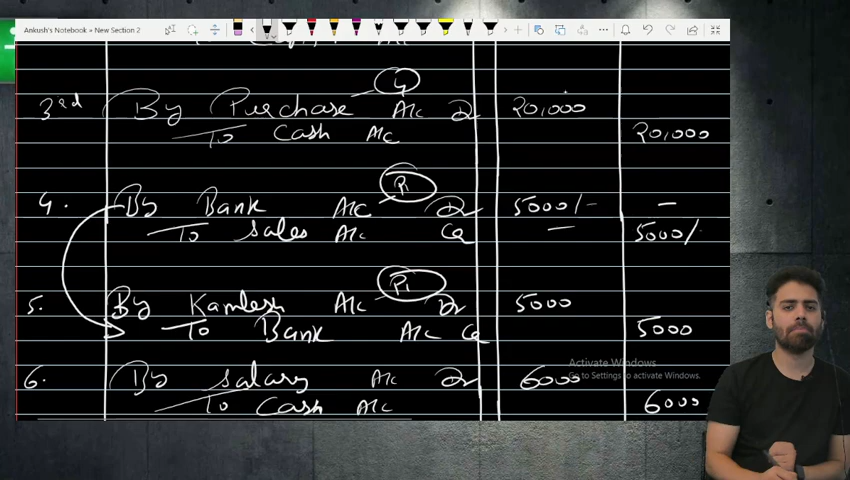 Ankush's Notebook » New Section 2
3rd By Purchase A/c Dr 20,000
To Cash A/c 20,000
4. By Bank A/c Dr 5000/- -
To Sales A/c Cr - 5000/-
5. By Kamlesh A/c Dr 5000
To Bank A/c Cr 5000
Activate Windows
Go to Settings to activate Windows.
6. By Salary A/c Dr 6000
To Cash A/c 6000